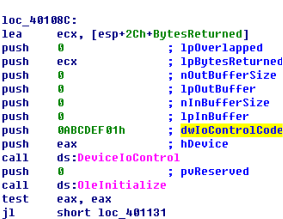 loc_40108C:
lea ecx, [esp+2Ch+BytesReturned]
push 0 ; lpOverlapped
push ecx ; lpBytesReturned
push 0 ; nOutBufferSize
push 0 ; lpOutBuffer
push 0 ; nInBufferSize
push 0 ; lpInBuffer
push 0ABCDEF01h ; dwIoControlCode
push eax ; hDevice
call ds:DeviceIoControl
push 0 ; pvReserved
call ds:OleInitialize
test eax, eax
jl short loc_401131